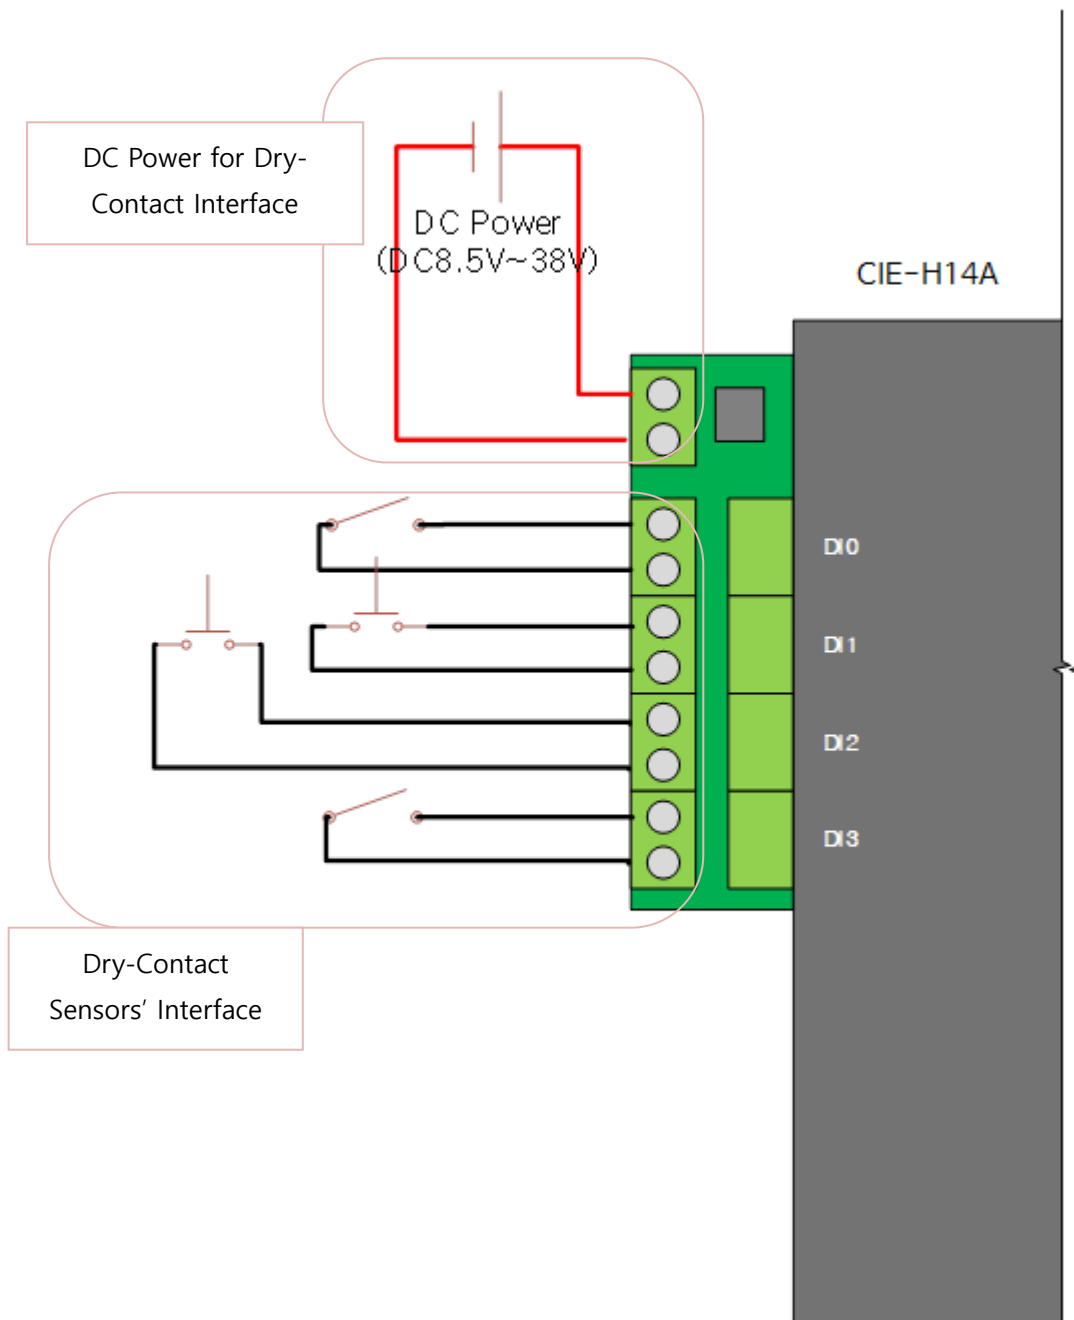 DC Power for Dry-
Contact Interface
DC Power
(DC8.5V~38V)
CIE-H14A
DI0
DI1
DI2
DI3
Dry-Contact
Sensors’ Interface